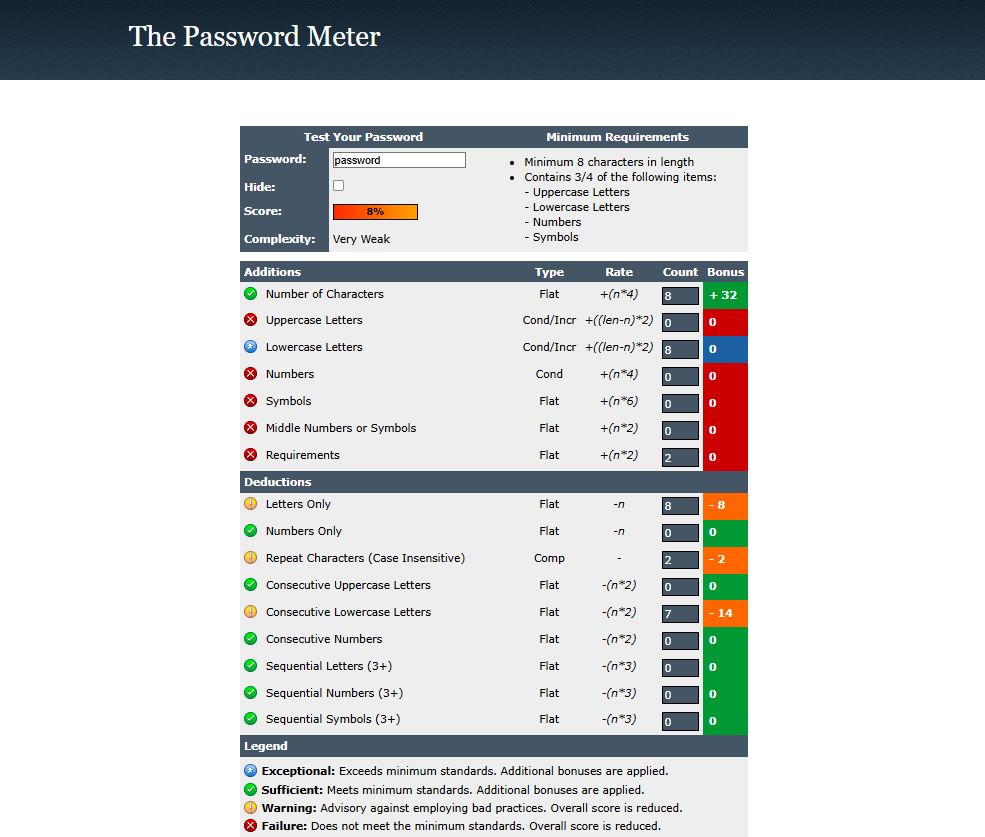 The Password Meter
Test Your Password Minimum Requirements
Password: password
Hide:
Score: 8%
Complexity: Very Weak
• Minimum 8 characters in length
• Contains 3/4 of the following items:
- Uppercase Letters
- Lowercase Letters
- Numbers
- Symbols
Additions Type Rate Count Bonus
Number of Characters Flat +(n*4) 8 + 32
Uppercase Letters Cond/Incr +((len-n)*2) 0 0
Lowercase Letters Cond/Incr +((len-n)*2) 8 0
Numbers Cond +(n*4) 0 0
Symbols Flat +(n*6) 0 0
Middle Numbers or Symbols Flat +(n*2) 0 0
Requirements Flat +(n*2) 2 0
Deductions
Letters Only Flat -n 8 - 8
Numbers Only Flat -n 0 0
Repeat Characters (Case Insensitive) Comp - 2 - 2
Consecutive Uppercase Letters Flat -(n*2) 0 0
Consecutive Lowercase Letters Flat -(n*2) 7 - 14
Consecutive Numbers Flat -(n*2) 0 0
Sequential Letters (3+) Flat -(n*3) 0 0
Sequential Numbers (3+) Flat -(n*3) 0 0
Sequential Symbols (3+) Flat -(n*3) 0 0
Legend
Exceptional: Exceeds minimum standards. Additional bonuses are applied.
Sufficient: Meets minimum standards. Additional bonuses are applied.
Warning: Advisory against employing bad practices. Overall score is reduced.
Failure: Does not meet the minimum standards. Overall score is reduced.